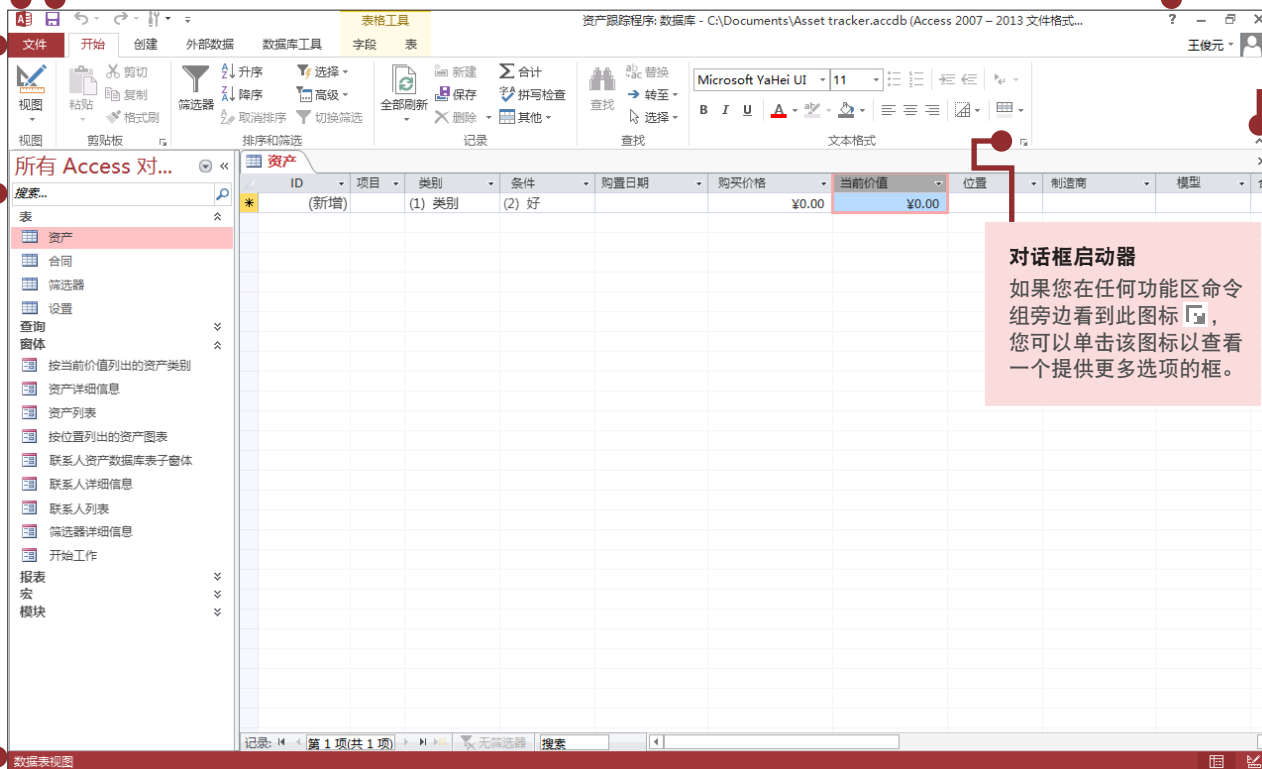 表格工具
资产跟踪程序: 数据库 - C:\Documents\Asset tracker.accdb (Access 2007 – 2013 文件格式...
?
文件 开始 创建 外部数据 数据库工具 字段 表
王俊元
视图
粘贴
剪切
复制
格式刷
筛选器
升序
降序
取消排序
选择
高级
切换筛选
全部刷新
新建
保存
删除
合计
拼写检查
其他
查找
替换
转至
选择
Microsoft YaHei UI 11
B I U A
视图 剪贴板 排序和筛选 记录 查找 文本格式
所有 Access 对...
搜索...
表
资产
合同
筛选器
设置
查询
窗体
按当前价值列出的资产类别
资产详细信息
资产列表
按位置列出的资产图表
联系人资产数据库表子窗体
联系人详细信息
联系人列表
筛选器详细信息
开始工作
报表
宏
模块
资产
ID 项目 类别 条件 购置日期 购买价格 当前价值 位置 制造商 模型
(新增) (1) 类别 (2) 好 ¥0.00 ¥0.00
对话框启动器
如果您在任何功能区命令
组旁边看到此图标 ，
您可以单击该图标以查看
一个提供更多选项的框。
记录: 第 1 项(共 1 项) 无筛选器 搜索
数据表视图